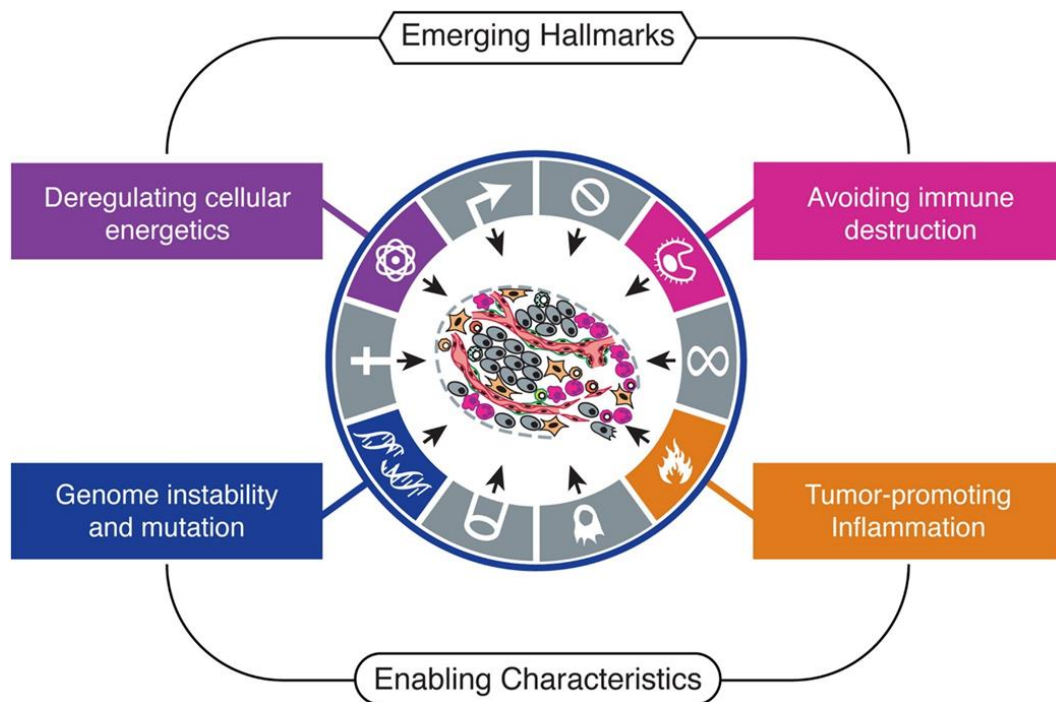 Emerging Hallmarks
Deregulating cellular
energetics
Avoiding immune
destruction
Genome instability
and mutation
Tumor-promoting
Inflammation
Enabling Characteristics